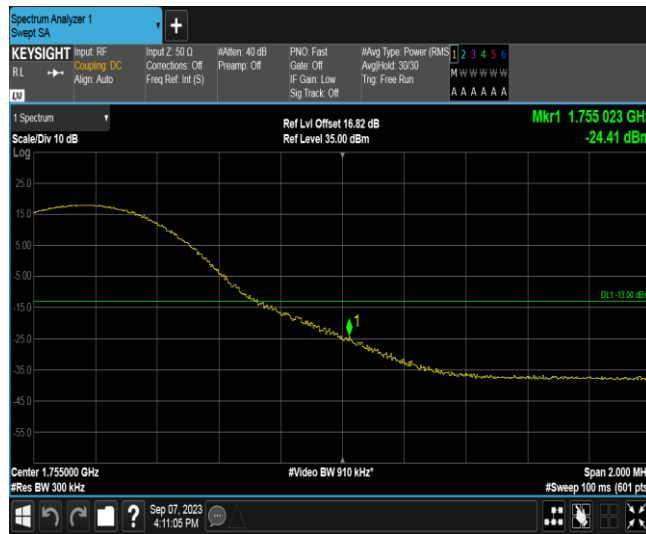 Spectrum Analyzer 1
Swept SA
+
KEYSIGHT
RL
LXI
Input: RF
Coupling: DC
Align: Auto
Input Z: 50 Ω
Corrections: Off
Freq Ref: Int (S)
#Atten: 40 dB
Preamp: Off
PNO: Fast
Gate: Off
IF Gain: Low
Sig Track: Off
#Avg Type: Power (RMS
Avg|Hold: 30/30
Trig: Free Run
1 2 3 4 5 6
M W W W W W
A A A A A A
1 Spectrum
Scale/Div 10 dB
Log
Ref Lvl Offset 16.82 dB
Ref Level 35.00 dBm
Mkr1 1.755 023 GHz
-24.41 dBm
25.0
15.0
5.00
-5.00
DL1 -13.00 dBm
-15.0
1
-25.0
-35.0
-45.0
-55.0
Center 1.755000 GHz
#Video BW 910 kHz*
Span 2.000 MH
#Res BW 300 kHz
#Sweep 100 ms (601 pts
?
Sep 07, 2023
4:11:05 PM